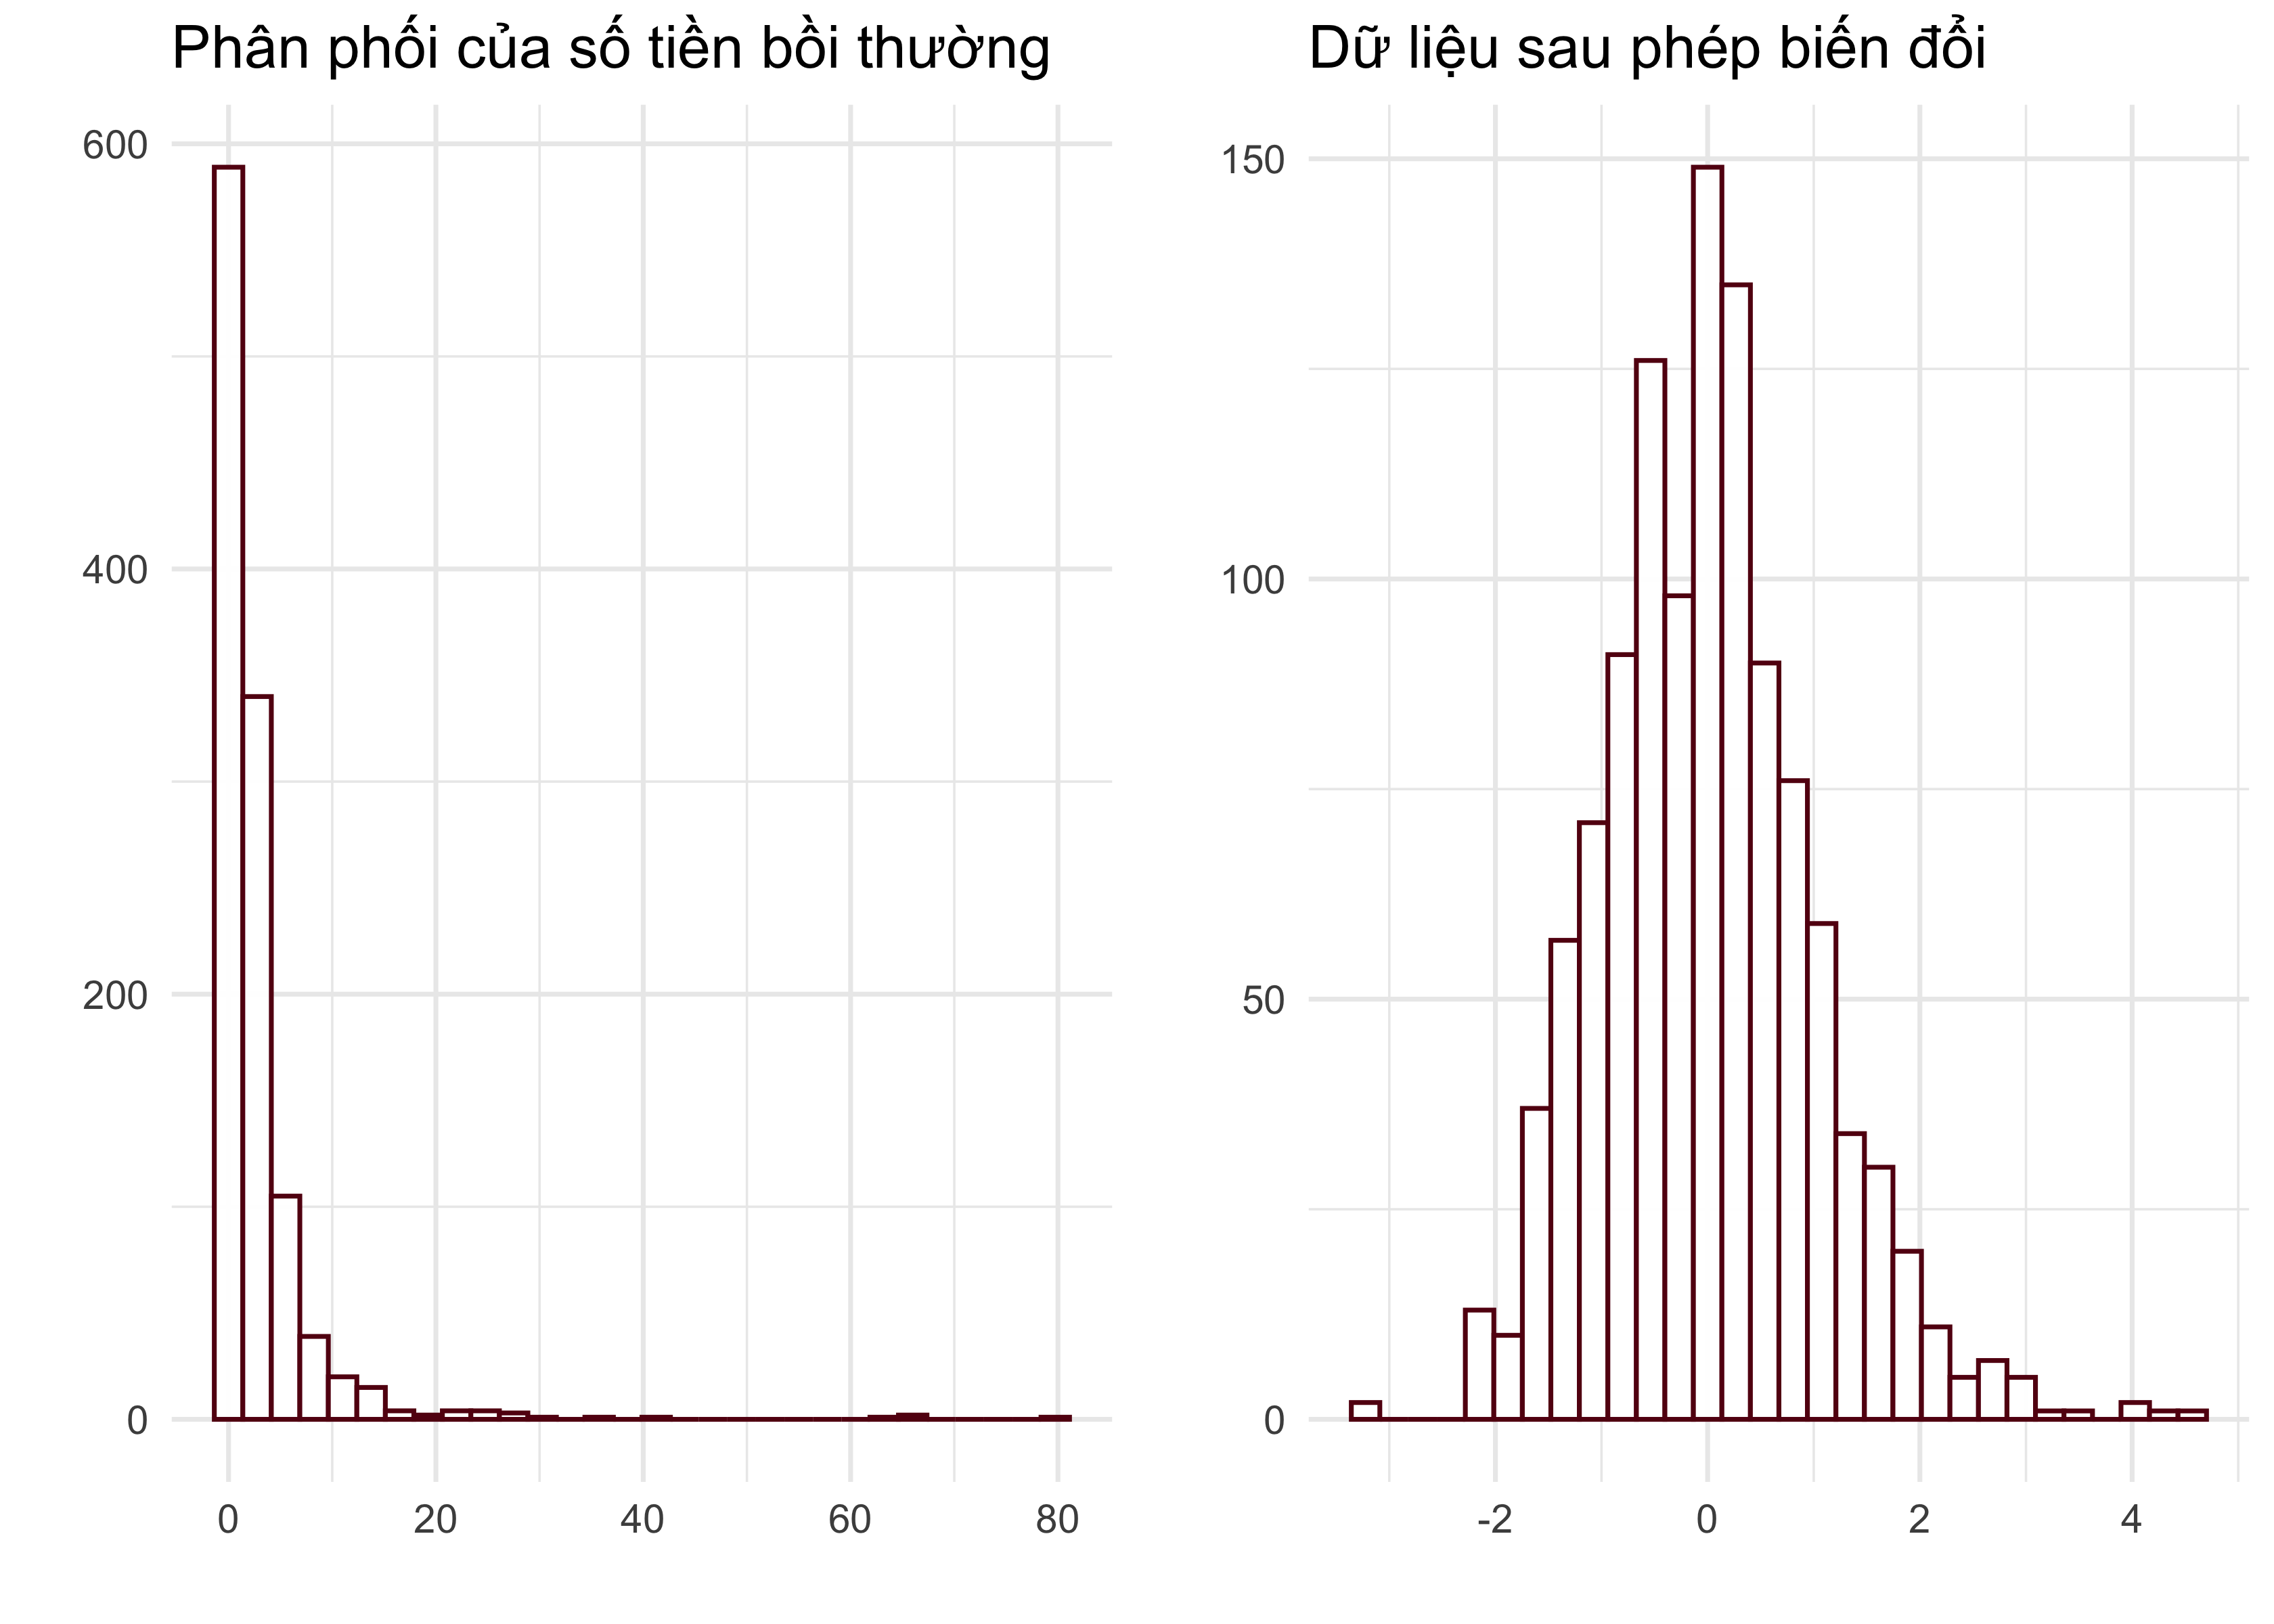 Phân phối của số tiền bồi thường
600
400
200
0
0 20 40 60 80
Dữ liệu sau phép biến đổi
150
100
50
0
-2 0 2 4